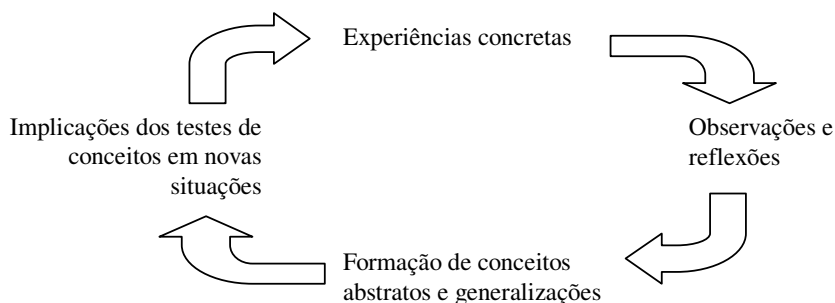 Experiências concretas
Observações e
reflexões
Formação de conceitos
abstratos e generalizações
Implicações dos testes de
conceitos em novas
situações